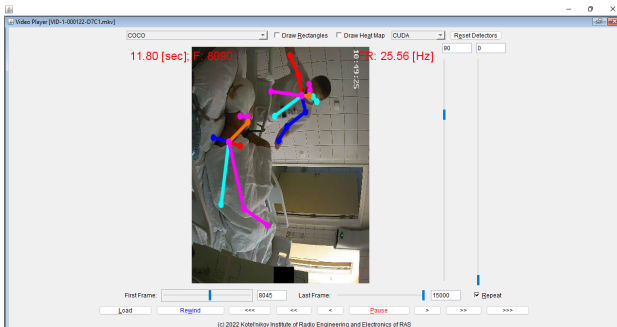 Video Player [VID-1-000122-D7C1.mkv]
COCO Draw Rectangles Draw Heat Map CUDA Reset Detectors
90 0
11.80 [sec]; F: 8090 R: 25.56 [Hz]
10:49:25
First Frame: 8045 Last Frame: 15000 Repeat
Load Rewind <<< << < Pause > >> >>>
(c) 2022 Kotel'nikov Institute of Radio Engineering and Electronics of RAS